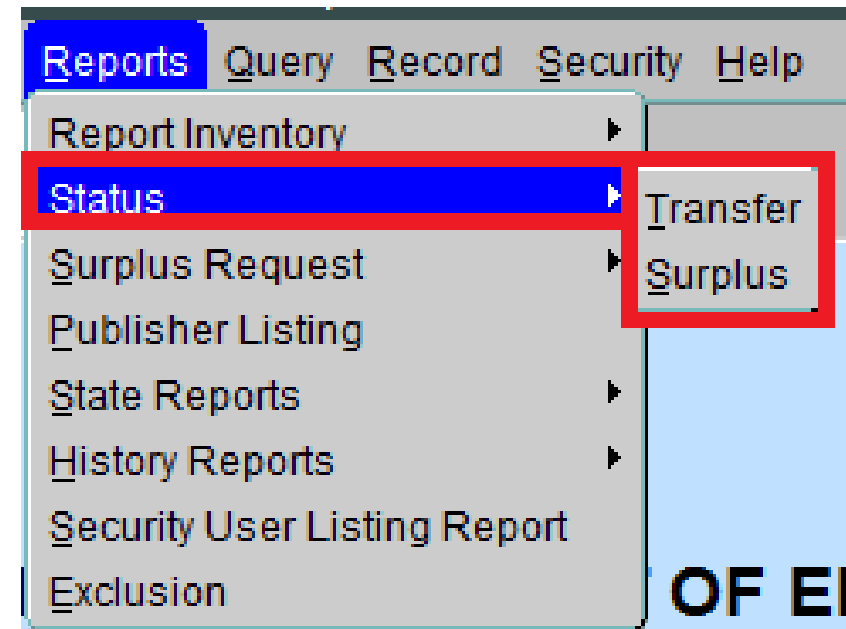 Reports Query Record Security Help
Report Inventory
Status
Transfer
Surplus
Surplus Request
Publisher Listing
State Reports
History Reports
Security User Listing Report
Exclusion
OF